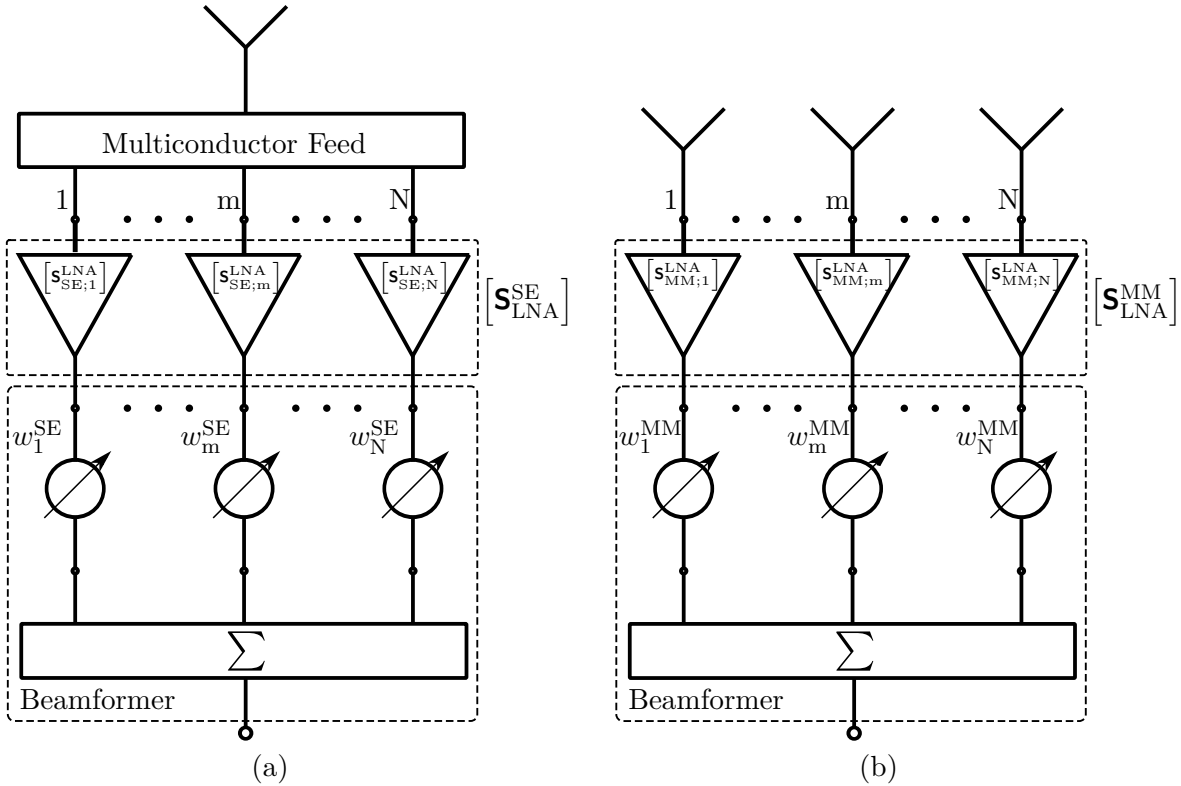 Multiconductor Feed
1 m N
[S^LNA_SE;1] [S^LNA_SE;m] [S^LNA_SE;N] [S^SE_LNA]
w^SE_1 w^SE_m w^SE_N
Σ
Beamformer
(a)
1 m N
[S^LNA_MM;1] [S^LNA_MM;m] [S^LNA_MM;N] [S^MM_LNA]
w^MM_1 w^MM_m w^MM_N
Σ
Beamformer
(b)